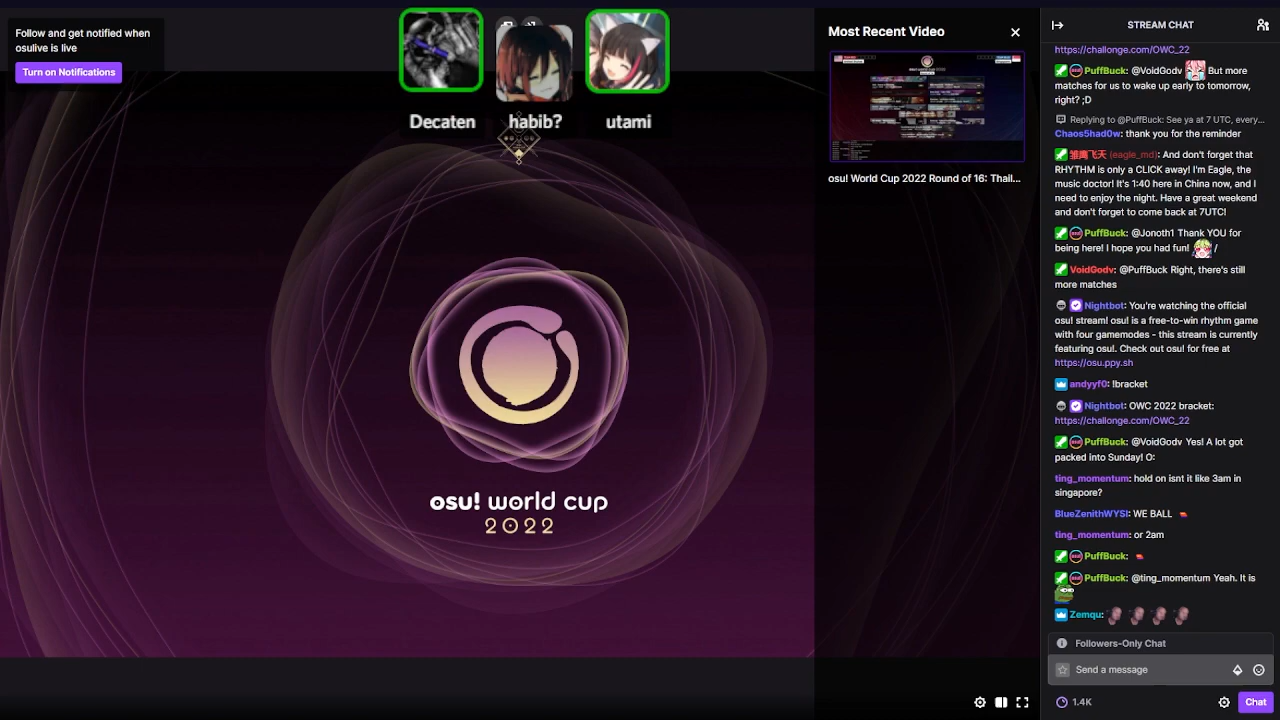 Follow and get notified when
osulive is live
Turn on Notifications
Decaten
habib?
utami
osu! world cup
2022
Most Recent Video
osu! World Cup 2022 Round of 16: Thail...
STREAM CHAT
https://challonge.com/OWC_22
PuffBuck: @VoidGodv But more
matches for us to wake up early to tomorrow,
right? ;D
Replying to @PuffBuck: See ya at 7 UTC, every...
Chaos5had0w: thank you for the reminder
(eagle_md): And don't forget that
RHYTHM is only a CLICK away! I'm Eagle, the
music doctor! It's 1:40 here in China now, and I
need to enjoy the night. Have a great weekend
and don't forget to come back at 7UTC!
PuffBuck: @Jonoth1 Thank YOU for
being here! I hope you had fun! /
VoidGodv: @PuffBuck Right, there's still
more matches
Nightbot: You're watching the official
osu! stream! osu! is a free-to-win rhythm game
with four gamemodes - this stream is currently
featuring osu!. Check out osu! for free at
https://osu.ppy.sh
andyyf0: !bracket
Nightbot: OWC 2022 bracket:
https://challonge.com/OWC_22
PuffBuck: @VoidGodv Yes! A lot got
packed into Sunday! O:
ting_momentum: hold on isnt it like 3am in
singapore?
BlueZenithWYSI: WE BALL
ting_momentum: or 2am
PuffBuck:
PuffBuck: @ting_momentum Yeah. It is
Zemqu:
Followers-Only Chat
Send a message
1.4K
Chat